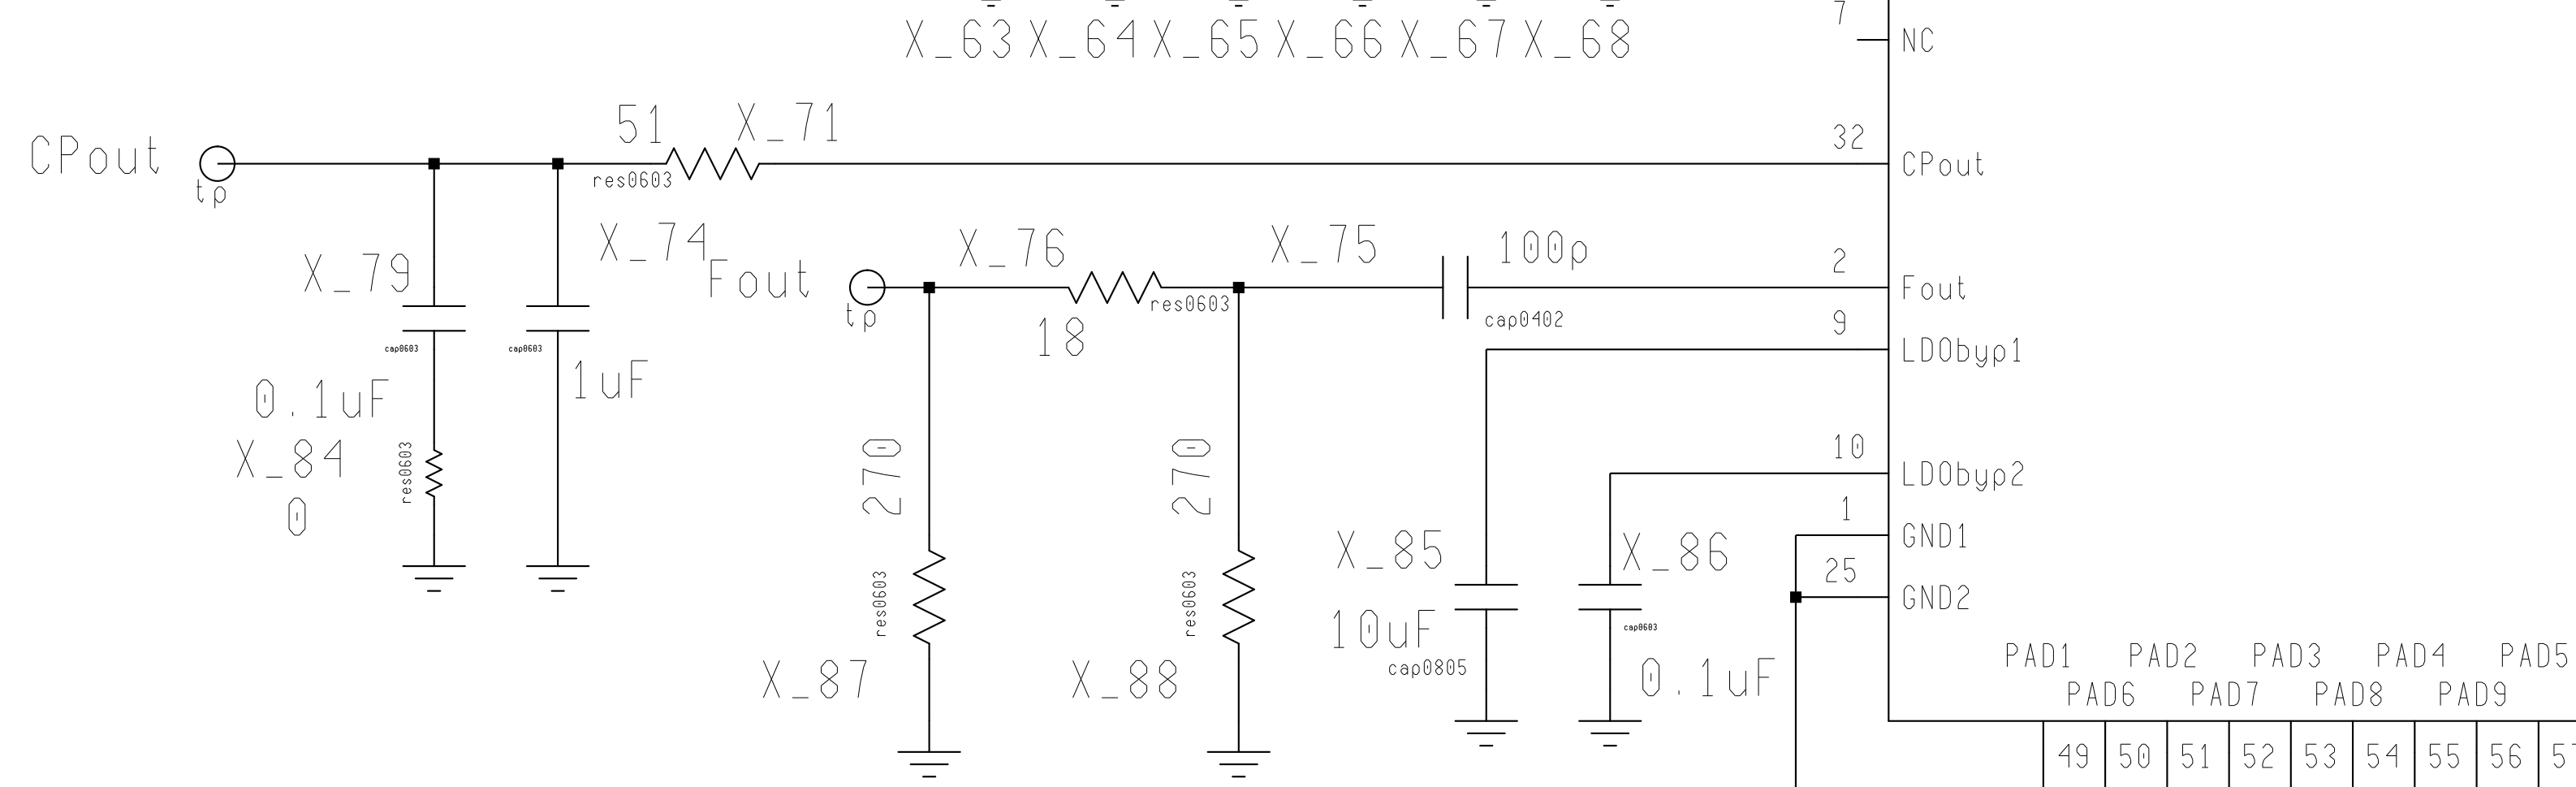 7
X_63 X_64 X_65 X_66 X_67 X_68
NC
51 X_71
32
CPout
tp
res0603
CPout
X_79
X_74
Fout
tp
X_76
18
res0603
X_75
100p
cap0402
2
Fout
9
LDObyp1
cap0603
cap0603
0.1uF
1uF
X_84
0
res0603
270
270
10
LDObyp2
1
GND1
25
GND2
X_85
10uF
cap0805
X_86
cap0603
0.1uF
res0603
res0603
X_87
X_88
PAD1 PAD2 PAD3 PAD4 PAD5
PAD6 PAD7 PAD8 PAD9
49 50 51 52 53 54 55 56